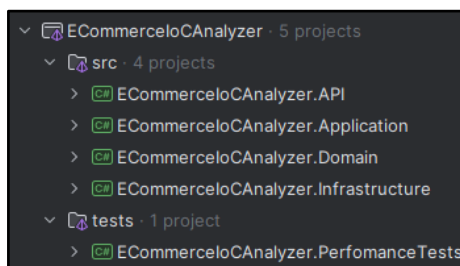 ECommerceIoCAnalyzer · 5 projects
src · 4 projects
C# ECommerceIoCAnalyzer.API
C# ECommerceIoCAnalyzer.Application
C# ECommerceIoCAnalyzer.Domain
C# ECommerceIoCAnalyzer.Infrastructure
tests · 1 project
C# ECommerceIoCAnalyzer.PerfomanceTests